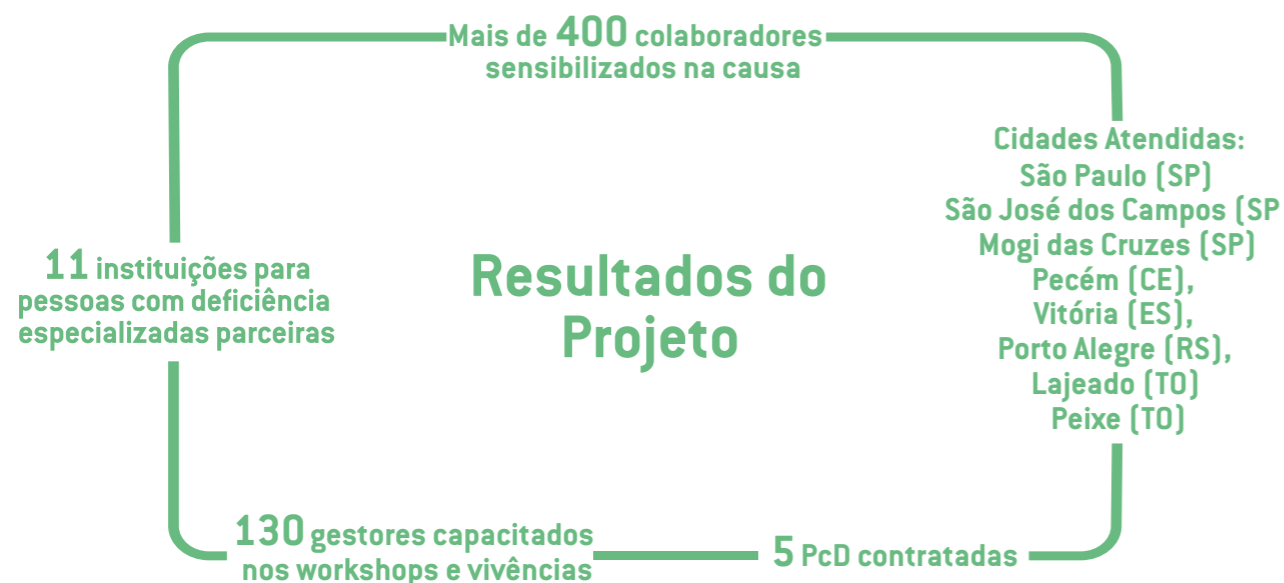 Mais de 400 colaboradores
sensibilizados na causa
Cidades Atendidas:
São Paulo (SP)
São José dos Campos (SP
Mogi das Cruzes (SP)
Pecém (CE),
Vitória (ES),
Porto Alegre (RS),
Lajeado (TO)
Peixe (TO)
11 instituições para
pessoas com deficiência
especializadas parceiras
Resultados do
Projeto
130 gestores capacitados
nos workshops e vivências
5 PcD contratadas